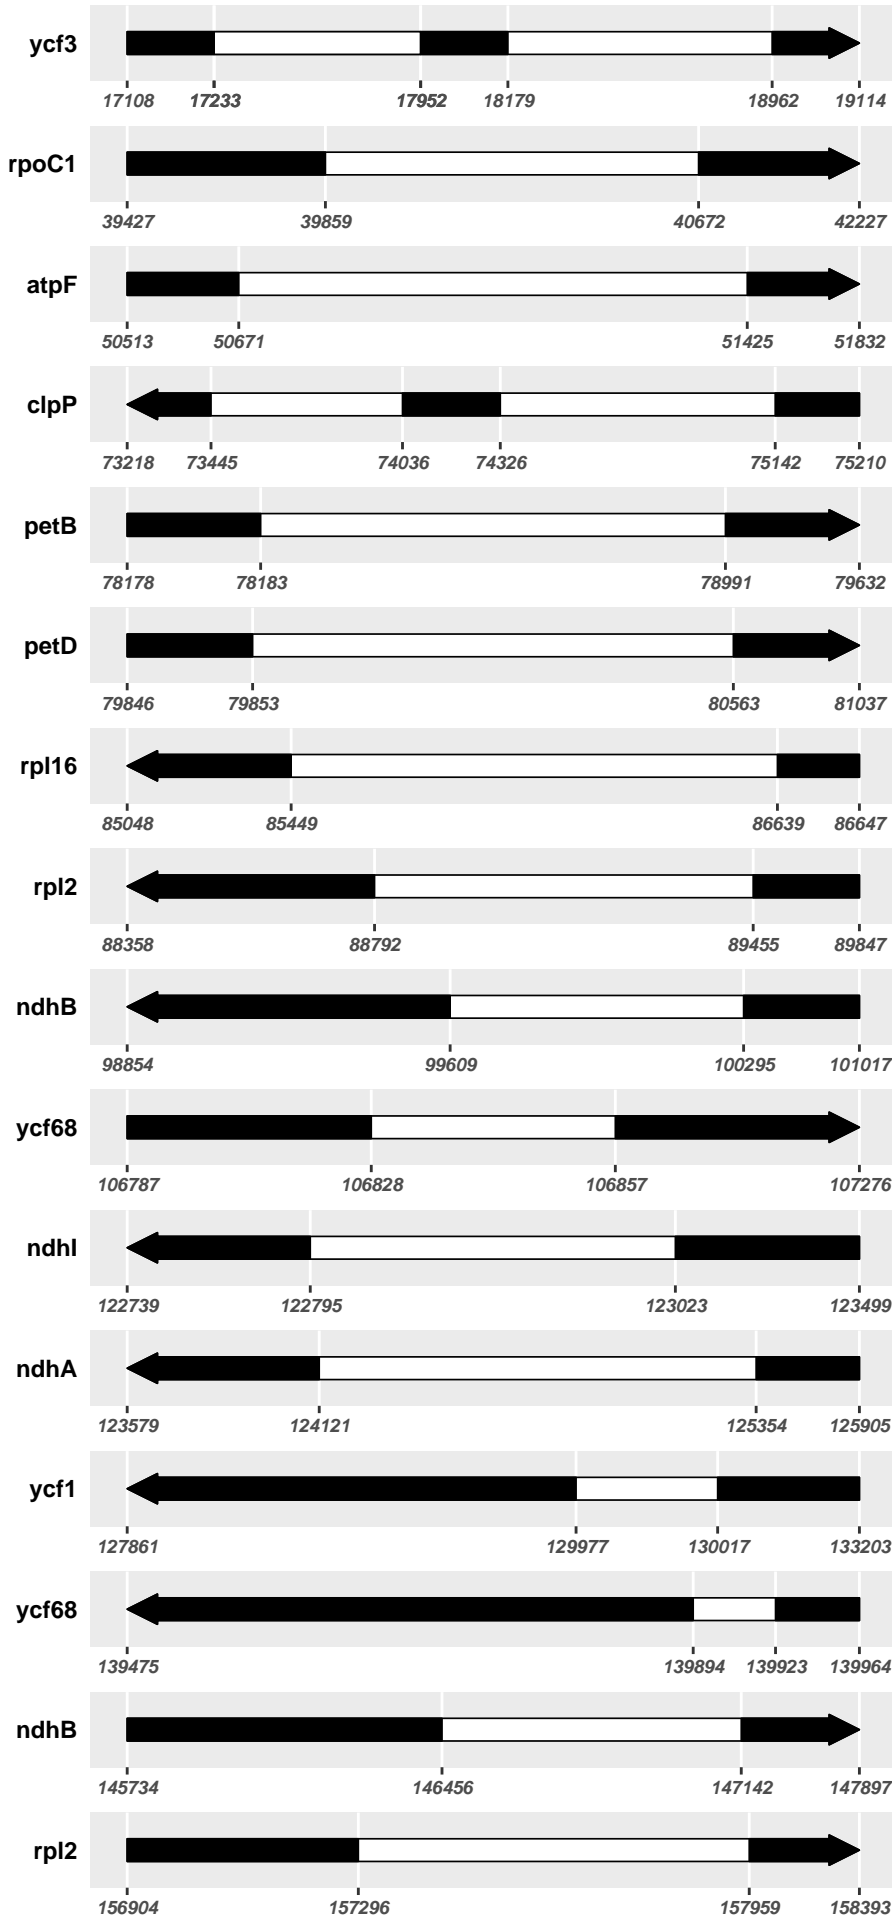 ycf3
17108 17233 17952 18179 18962 19114
rpoC1
39427 39859 40672 42227
atpF
50513 50671 51425 51832
clpP
73218 73445 74036 74326 75142 75210
petB
78178 78183 78991 79632
petD
79846 79853 80563 81037
rpl16
85048 85449 86639 86647
rpl2
88358 88792 89455 89847
ndhB
98854 99609 100295 101017
ycf68
106787 106828 106857 107276
ndhI
122739 122795 123023 123499
ndhA
123579 124121 125354 125905
ycf1
127861 129977 130017 133203
ycf68
139475 139894 139923 139964
ndhB
145734 146456 147142 147897
rpl2
156904 157296 157959 158393